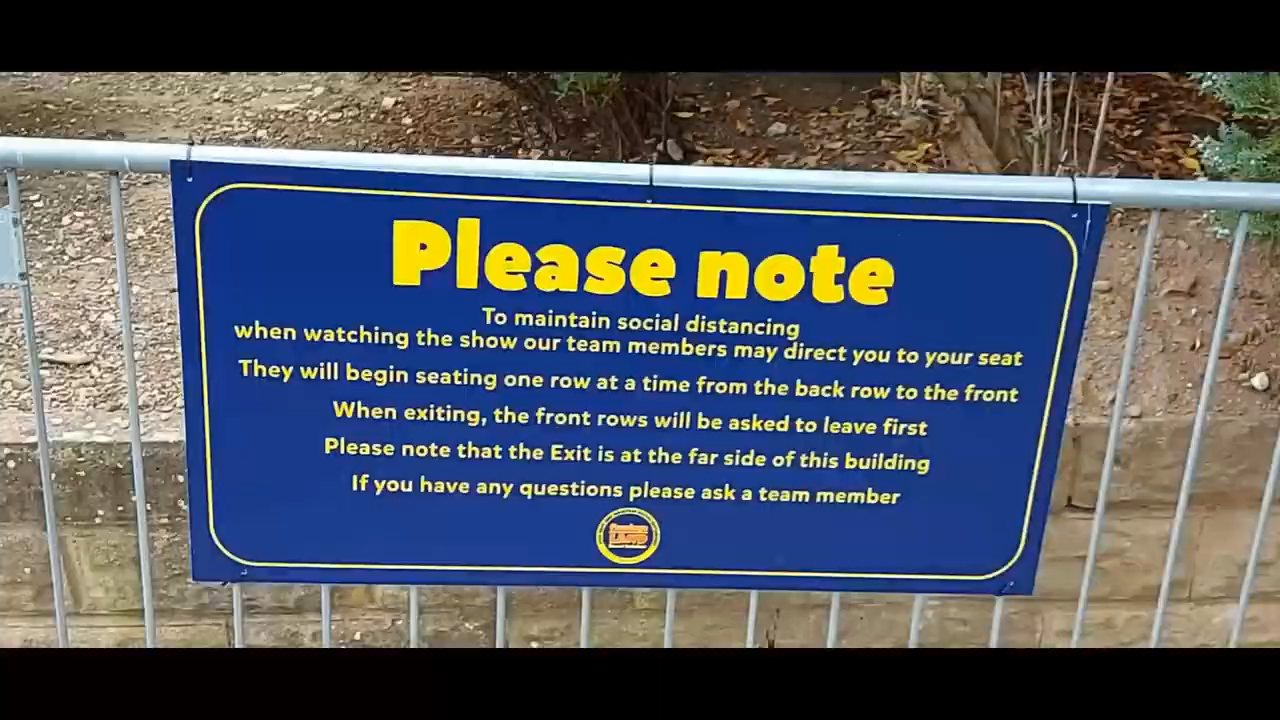 Please note
To maintain social distancing
when watching the show our team members may direct you to your seat
They will begin seating one row at a time from the back row to the front
When exiting, the front rows will be asked to leave first
Please note that the Exit is at the far side of this building
If you have any questions please ask a team member
LAND